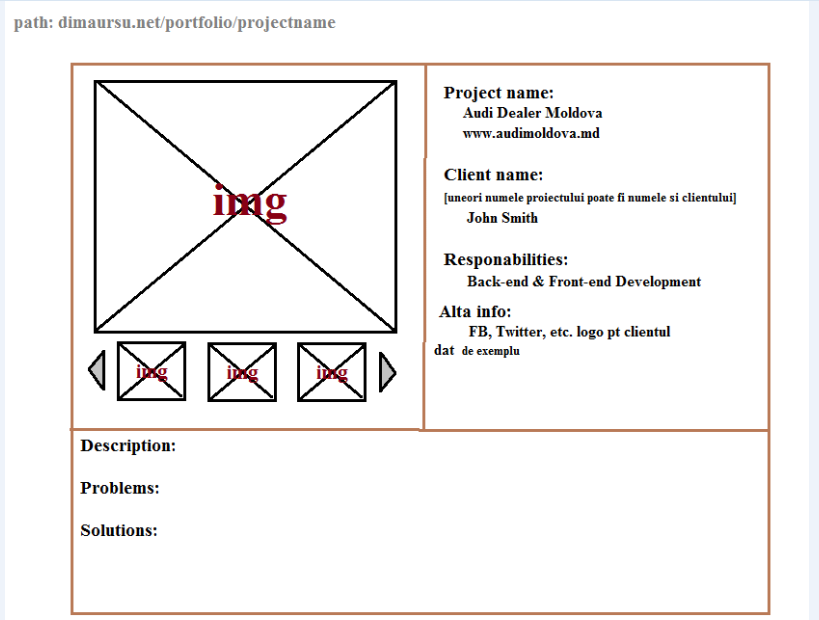 path: dimaursu.net/portfolio/projectname
img
img
img
img
Project name:
Audi Dealer Moldova
www.audimoldova.md
Client name:
[uneori numele proiectului poate fi numele si clientului]
John Smith
Responabilities:
Back-end & Front-end Development
Alta info:
FB, Twitter, etc. logo pt clientul
dat de exemplu
Description:
Problems:
Solutions: